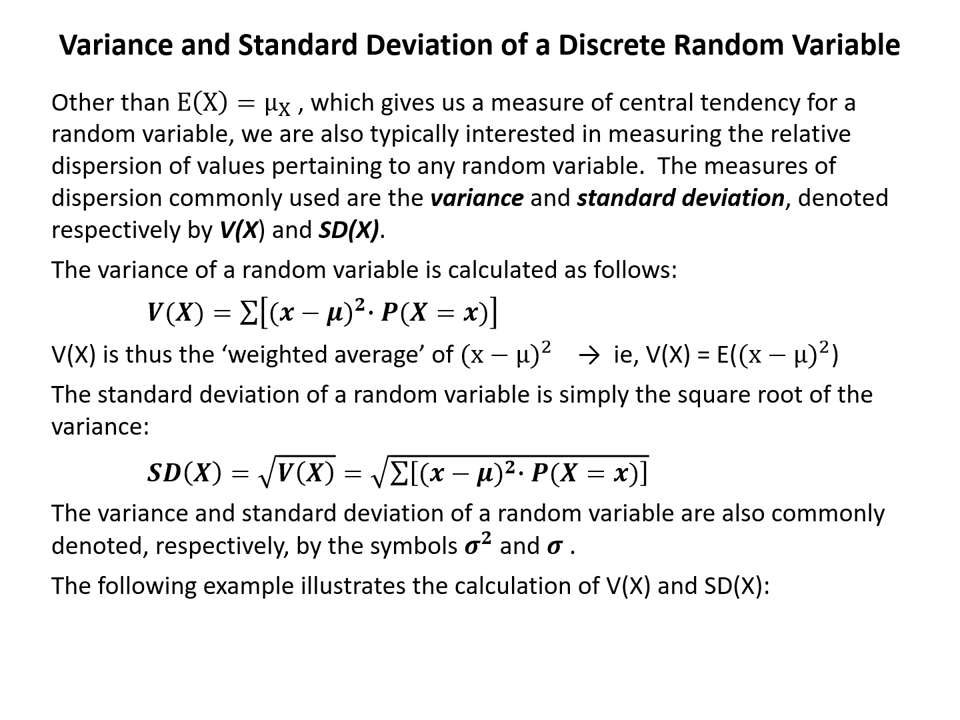 Variance and Standard Deviation of a Discrete Random Variable
Other than E(X) = μ_X , which gives us a measure of central tendency for a
random variable, we are also typically interested in measuring the relative
dispersion of values pertaining to any random variable.  The measures of
dispersion commonly used are the variance and standard deviation, denoted
respectively by V(X) and SD(X).
The variance of a random variable is calculated as follows:
V(X) = ∑[(x − μ)²· P(X = x)]
V(X) is thus the ‘weighted average’ of (x − μ)²  → ie, V(X) = E((x − μ)²)
The standard deviation of a random variable is simply the square root of the
variance:
SD(X) = √V(X) = √∑[(x − μ)²· P(X = x)]
The variance and standard deviation of a random variable are also commonly
denoted, respectively, by the symbols σ² and σ .
The following example illustrates the calculation of V(X) and SD(X):